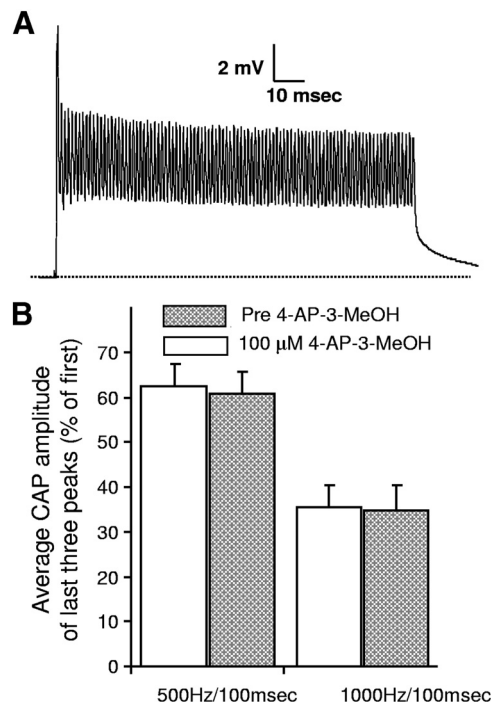 A
2 mV
10 msec
B
Pre 4-AP-3-MeOH
100 µM 4-AP-3-MeOH
Average CAP amplitude
of last three peaks (% of first)
70
60
50
40
30
20
10
0
500Hz/100msec
1000Hz/100msec